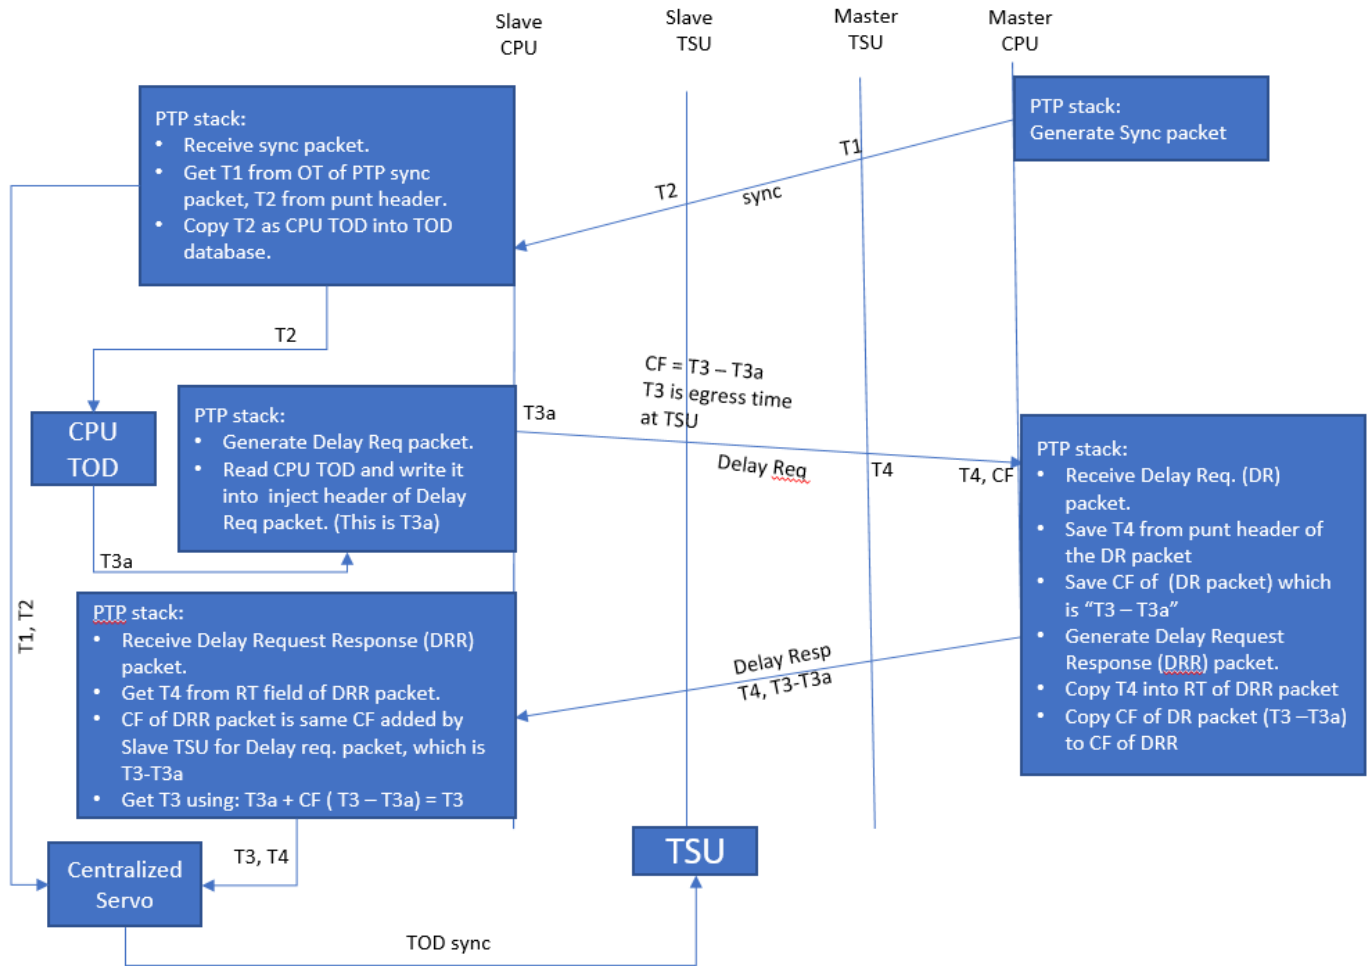 Slave
CPU
Slave
TSU
Master
TSU
Master
CPU
PTP stack:
• Receive sync packet.
• Get T1 from OT of PTP sync
packet, T2 from punt header.
• Copy T2 as CPU TOD into TOD
database.
PTP stack:
Generate Sync packet
T1
T2
sync
T2
CPU
TOD
T3a
PTP stack:
• Generate Delay Req packet.
• Read CPU TOD and write it
into inject header of Delay
Req packet. (This is T3a)
T3a
CF = T3 – T3a
T3 is egress time
at TSU
Delay Req
T4
T4, CF
PTP stack:
• Receive Delay Req. (DR)
packet.
• Save T4 from punt header of
the DR packet
• Save CF of (DR packet) which
is “T3 – T3a”
• Generate Delay Request
Response (DRR) packet.
• Copy T4 into RT of DRR packet
• Copy CF of DR packet (T3 –T3a)
to CF of DRR
Delay Resp
T4, T3-T3a
T1, T2
PTP stack:
• Receive Delay Request Response (DRR)
packet.
• Get T4 from RT field of DRR packet.
• CF of DRR packet is same CF added by
Slave TSU for Delay req. packet, which is
T3-T3a
• Get T3 using: T3a + CF ( T3 – T3a) = T3
T3, T4
Centralized
Servo
TSU
TOD sync